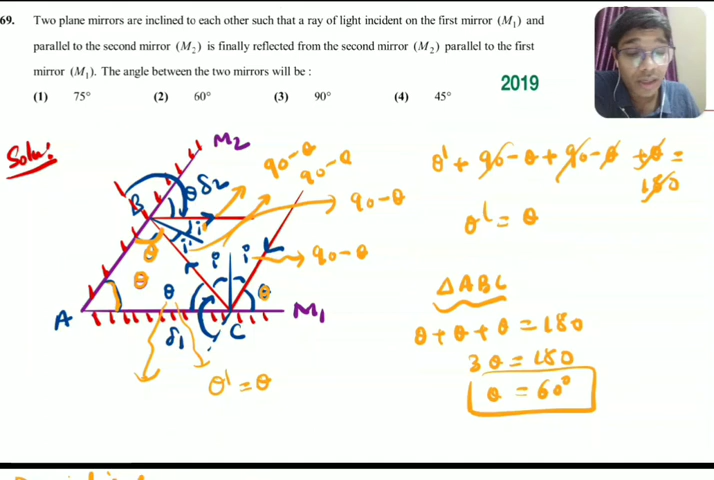 69. Two plane mirrors are inclined to each other such that a ray of light incident on the first mirror (M₁) and
parallel to the second mirror (M₂) is finally reflected from the second mirror (M₂) parallel to the first
mirror (M₁). The angle between the two mirrors will be :
2019
(1) 75° (2) 60° (3) 90° (4) 45°
Soln:
M₂
90-θ
90-θ
90-θ
90-θ
B
θ
δ₂
i
i
θ
θ
θ
i
i
θ
A
M₁
δ₁
C
θ' = θ
θ' + 90-θ + 90-θ + θ =
180
θ' = θ
△ABC
θ + θ + θ = 180
3θ = 180
θ = 60°